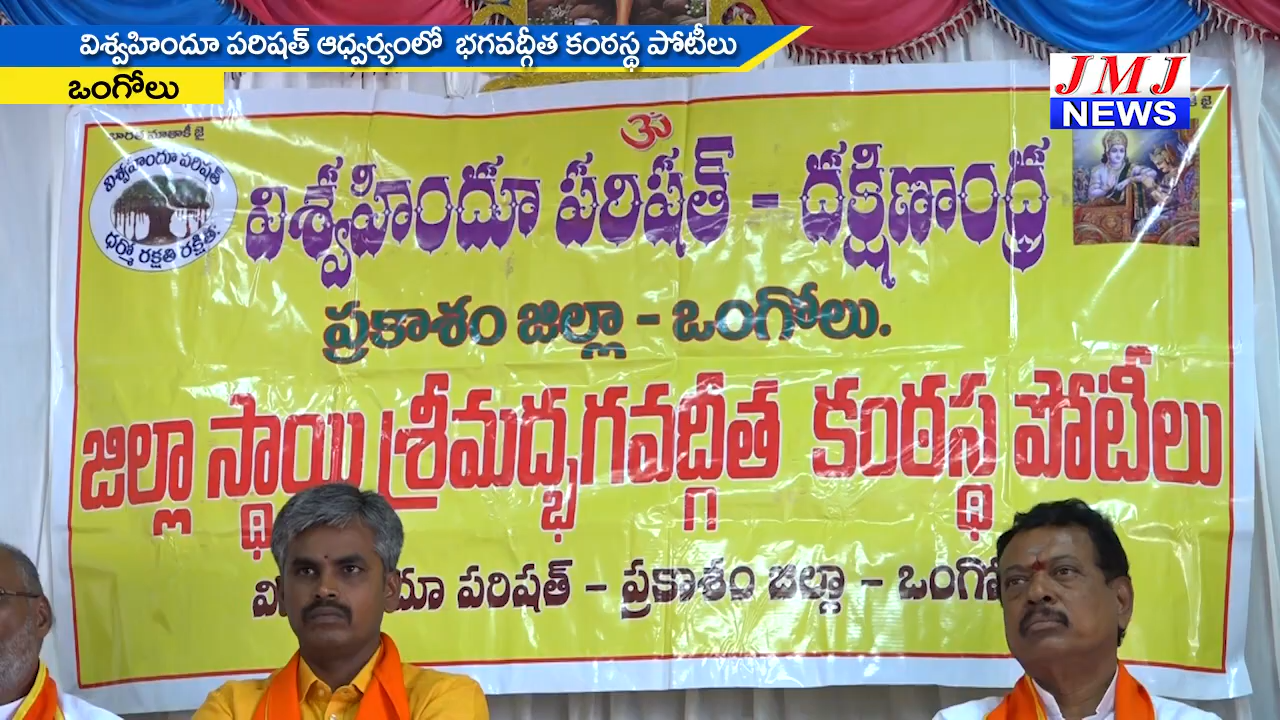 విశ్వహిందూ పరిషత్ ఆధ్వర్యంలో భగవద్గీత కంఠస్థ పోటీలు
ఒంగోలు
JMJ
NEWS
భారత మాతాకీ జై
జై
ॐ
విశ్వహిందూ పరిషత్
ధర్మో రక్షతి రక్షితః
విశ్వహిందూ పరిషత్ - దక్షిణాంధ్ర
ప్రకాశం జిల్లా - ఒంగోలు.
జిల్లా స్థాయి శ్రీమద్భగవద్గీత కంఠస్థ పోటీలు
పరిషత్ - ప్రకాశం జిల్లా -